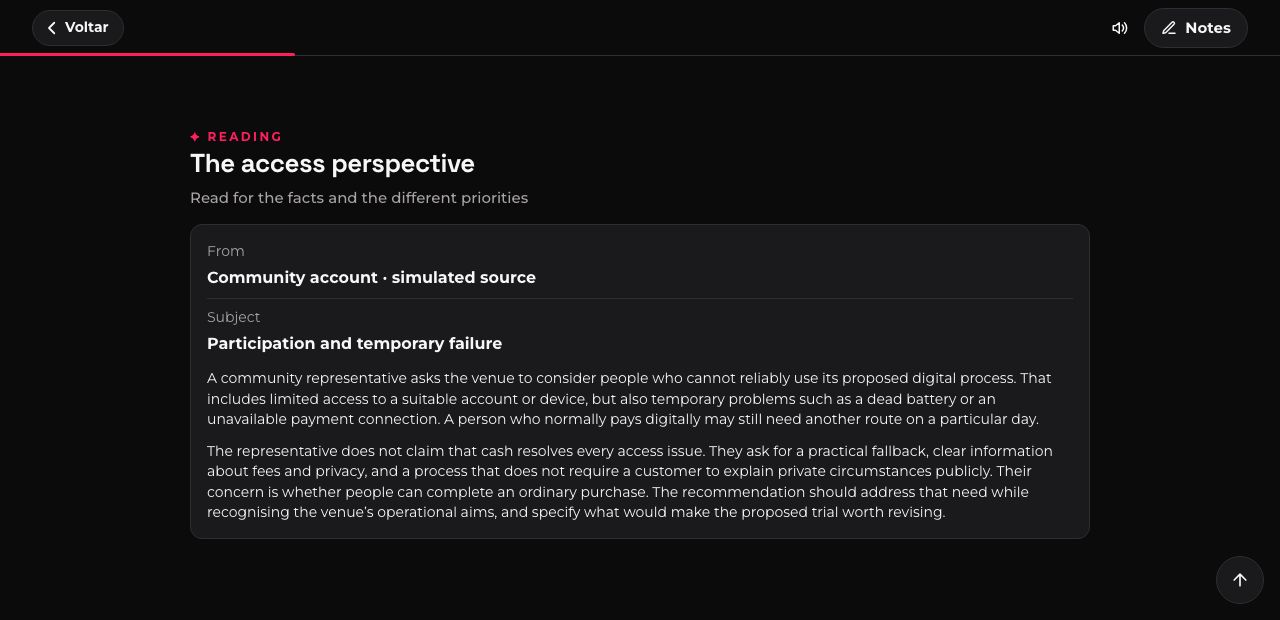 Voltar
Notes
READING
The access perspective
Read for the facts and the different priorities
From
Community account · simulated source
Subject
Participation and temporary failure
A community representative asks the venue to consider people who cannot reliably use its proposed digital process. That
includes limited access to a suitable account or device, but also temporary problems such as a dead battery or an
unavailable payment connection. A person who normally pays digitally may still need another route on a particular day.
The representative does not claim that cash resolves every access issue. They ask for a practical fallback, clear information
about fees and privacy, and a process that does not require a customer to explain private circumstances publicly. Their
concern is whether people can complete an ordinary purchase. The recommendation should address that need while
recognising the venue's operational aims, and specify what would make the proposed trial worth revising.